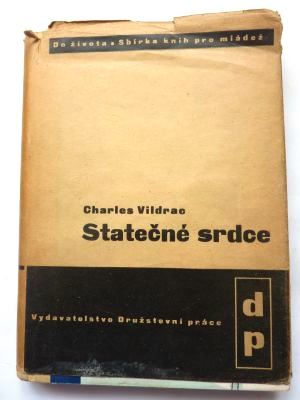 Do života • Sbírka knih pro mládež
Charles Vildrac
Statečné srdce
Vydavatelstvo Družstevní práce
d
p